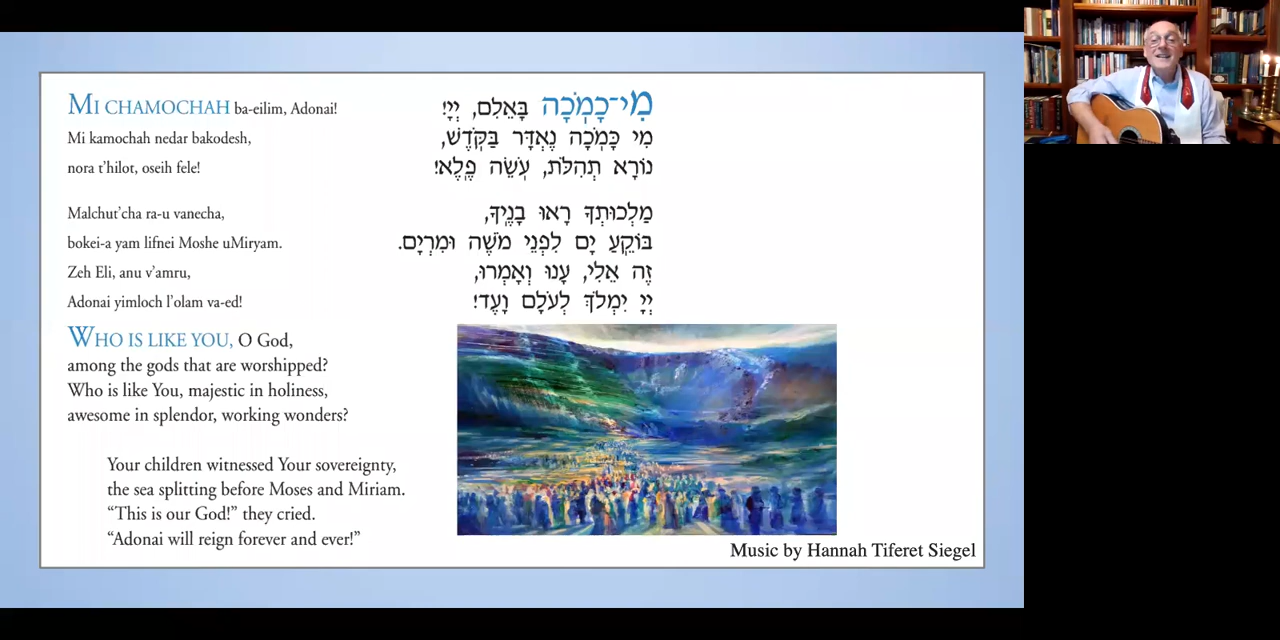 MI CHAMOCHAH ba-eilim, Adonai!
Mi kamochah nedar bakodesh,
nora t’hilot, oseih fele!
Malchut’cha ra-u vanecha,
bokei-a yam lifnei Moshe uMiryam.
Zeh Eli, anu v’amru,
Adonai yimloch l’olam va-ed!
מִי־כָמֹֽכָה בָּאֵלִם, יְיָ!
מִי כָּמֹֽכָה נֶאְדָּר בַּקֹּֽדֶשׁ,
נוֹרָא תְהִלֹּת, עֹֽשֵׂה פֶֽלֶא!
מַלְכוּתְךָ רָאוּ בָנֶֽיךָ,
בּוֹקֵֽעַ יָם לִפְנֵי מֹשֶׁה וּמִרְיָם.
זֶה אֵלִי, עָנוּ וְאָמְרוּ,
יְיָ יִמְלֹךְ לְעֹלָם וָעֶד!
WHO IS LIKE YOU, O God,
among the gods that are worshipped?
Who is like You, majestic in holiness,
awesome in splendor, working wonders?
Your children witnessed Your sovereignty,
the sea splitting before Moses and Miriam.
“This is our God!” they cried.
“Adonai will reign forever and ever!”
Music by Hannah Tiferet Siegel